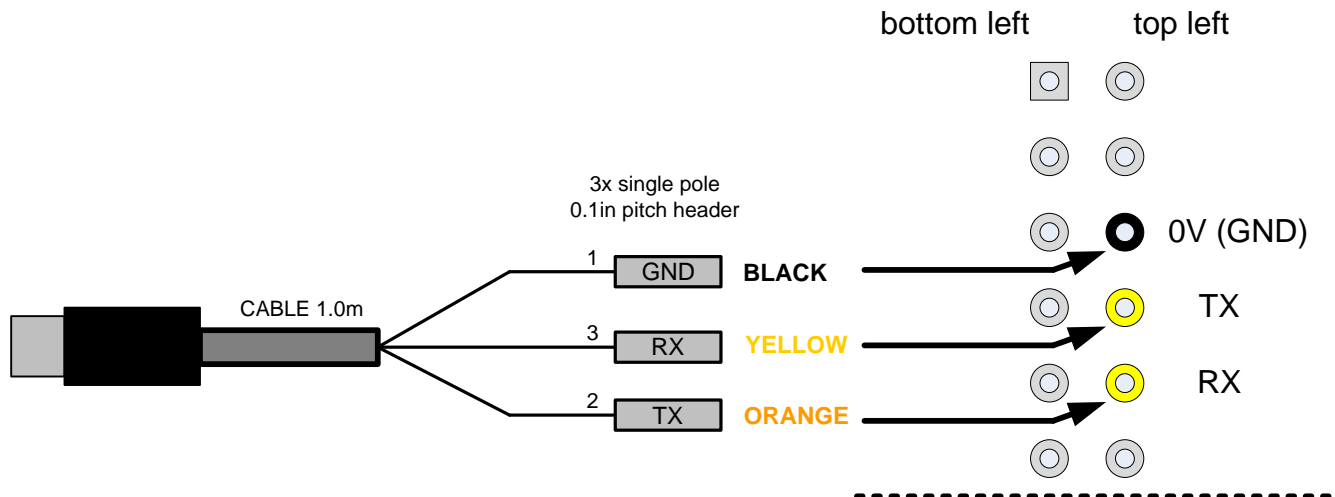 bottom left
top left
3x single pole
0.1in pitch header
CABLE 1.0m
1
GND
BLACK
0V (GND)
3
RX
YELLOW
TX
2
TX
ORANGE
RX